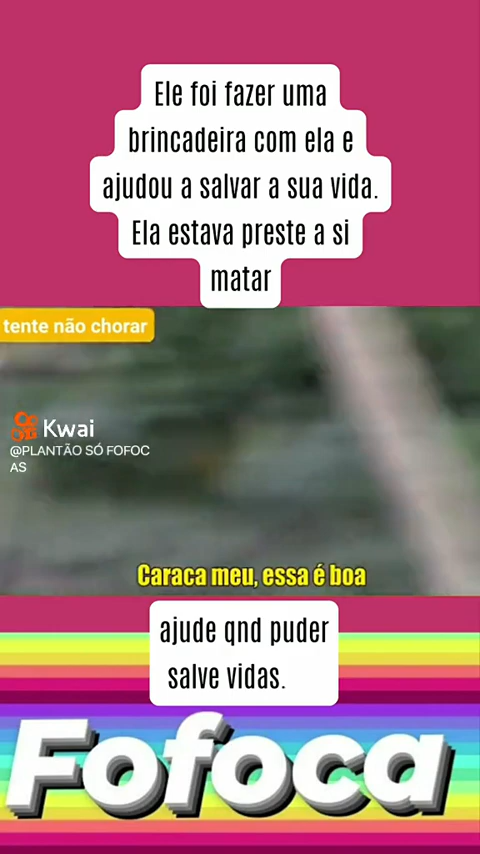 Ele foi fazer uma
brincadeira com ela e
ajudou a salvar a sua vida.
Ela estava preste a si
matar
tente não chorar
Kwai
@PLANTÃO SÓ FOFOC
AS
Caraca meu, essa é boa
ajude qnd puder
salve vidas.
Fofoca